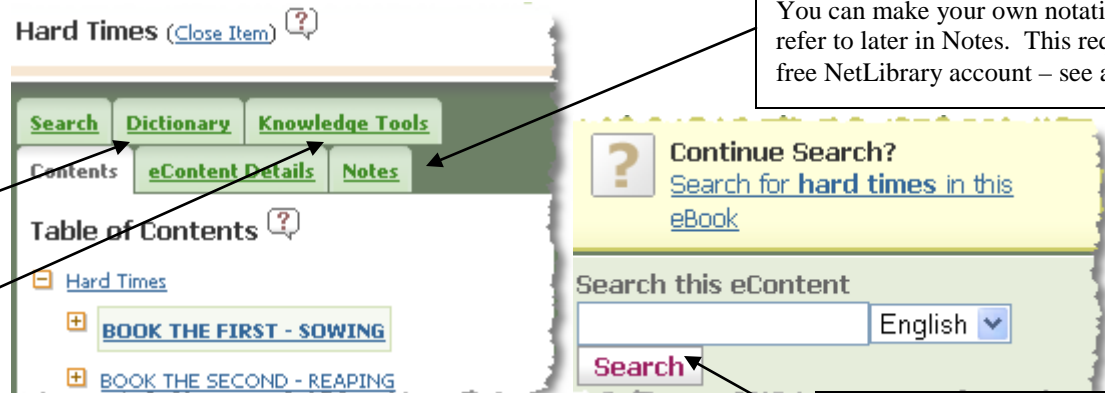 Hard Times (Close Item) ?
Search Dictionary Knowledge Tools
Contents eContent Details Notes
Table of Contents ?
Hard Times
BOOK THE FIRST - SOWING
BOOK THE SECOND - REAPING
You can make your own
refer to later in Notes. This
free NetLibrary account – see
? Continue Search?
Search for hard times in this
eBook
Search this eContent
English
Search